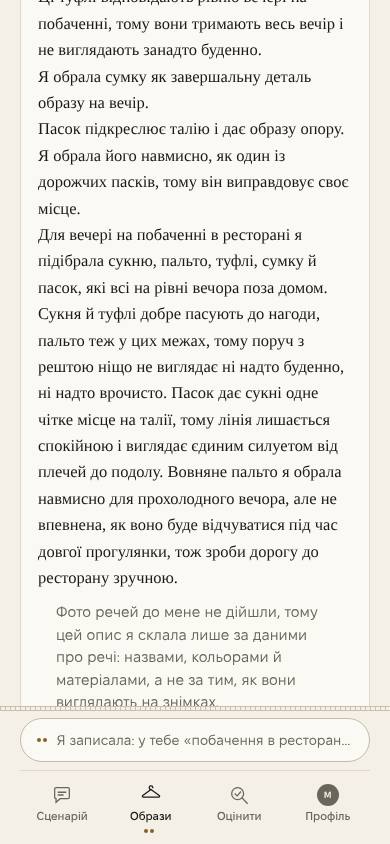 Ці туфлі відповідають рівню вечері на
побаченні, тому вони тримають весь вечір і
не виглядають занадто буденно.
Я обрала сумку як завершальну деталь
образу на вечір.
Пасок підкреслює талію і дає образу опору.
Я обрала його навмисно, як один із
дорожчих пасків, тому він виправдовує своє
місце.
Для вечері на побаченні в ресторані я
підібрала сукню, пальто, туфлі, сумку й
пасок, які всі на рівні вечора поза домом.
Сукня й туфлі добре пасують до нагоди,
пальто теж у цих межах, тому поруч з
рештою ніщо не виглядає ні надто буденно,
ні надто врочисто. Пасок дає сукні одне
чітке місце на талії, тому лінія лишається
спокійною і виглядає єдиним силуетом від
плечей до подолу. Вовняне пальто я обрала
навмисно для прохолодного вечора, але не
впевнена, як воно буде відчуватися під час
довгої прогулянки, тож зроби дорогу до
ресторану зручною.
Фото речей до мене не дійшли, тому
цей опис я склала лише за даними
про речі: назвами, кольорами й
матеріалами, а не за тим, як вони
виглядають на знімках.
Я записала: у тебе «побачення в ресторан...
Сценарій
Образи
Оцінити
М
Профіль